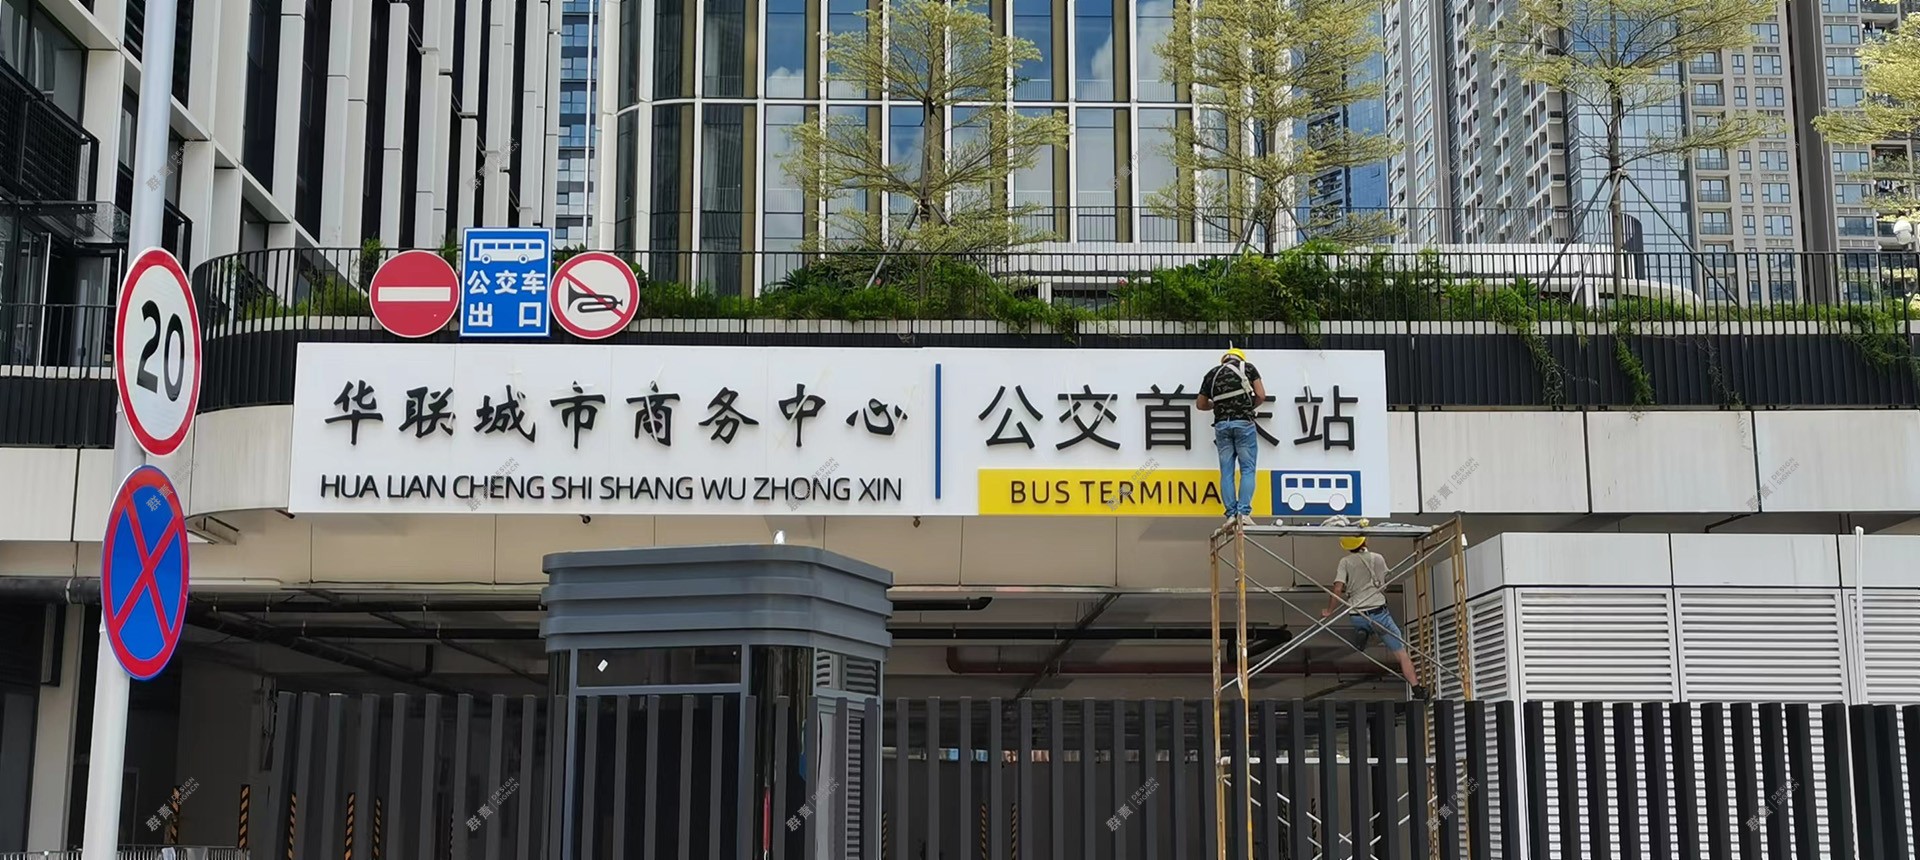 公交车
出 口
20
华联城市商务中心
HUA LIAN CHENG SHI SHANG WU ZHONG XIN
公交首末站
BUS TERMINA